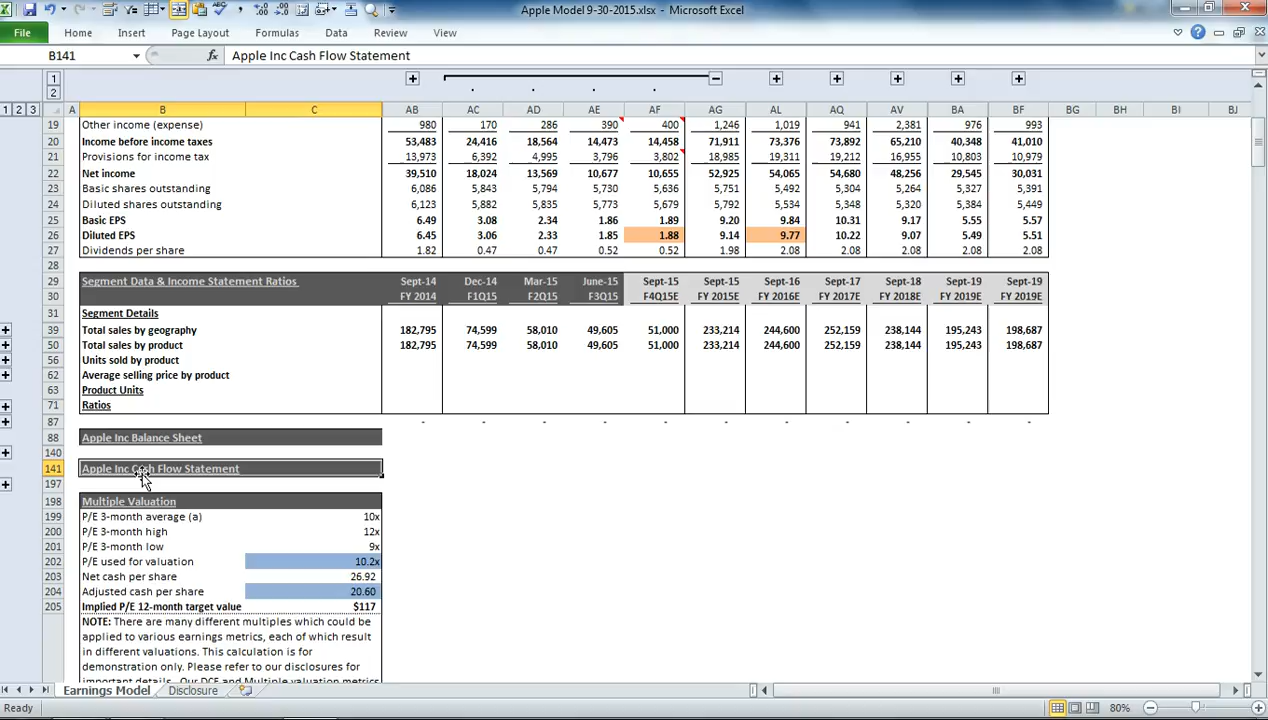 Apple Model 9-30-2015.xlsx - Microsoft Excel
File Home Insert Page Layout Formulas Data Review View
B141 fx Apple Inc Cash Flow Statement
1
2
1 2 3 A B C AB AC AD AE AF AG AL AQ AV BA BF BG BH BI BJ
19 Other income (expense) 980 170 286 390 400 1,246 1,019 941 2,381 976 993
20 Income before income taxes 53,483 24,416 18,564 14,473 14,458 71,911 73,376 73,892 65,210 40,348 41,010
21 Provisions for income tax 13,973 6,392 4,995 3,796 3,802 18,985 19,311 19,212 16,955 10,803 10,979
22 Net income 39,510 18,024 13,569 10,677 10,655 52,925 54,065 54,680 48,256 29,545 30,031
23 Basic shares outstanding 6,086 5,843 5,794 5,730 5,636 5,751 5,492 5,304 5,264 5,327 5,391
24 Diluted shares outstanding 6,123 5,882 5,835 5,773 5,679 5,792 5,534 5,348 5,320 5,384 5,449
25 Basic EPS 6.49 3.08 2.34 1.86 1.89 9.20 9.84 10.31 9.17 5.55 5.57
26 Diluted EPS 6.45 3.06 2.33 1.85 1.88 9.14 9.77 10.22 9.07 5.49 5.51
27 Dividends per share 1.82 0.47 0.47 0.52 0.52 1.98 2.08 2.08 2.08 2.08 2.08
28
29 Segment Data & Income Statement Ratios Sept-14 Dec-14 Mar-15 June-15 Sept-15 Sept-15 Sept-16 Sept-17 Sept-18 Sept-19 Sept-19
30 FY 2014 F1Q15 F2Q15 F3Q15 F4Q15E FY 2015E FY 2016E FY 2017E FY 2018E FY 2019E FY 2019E
31 Segment Details
39 Total sales by geography 182,795 74,599 58,010 49,605 51,000 233,214 244,600 252,159 238,144 195,243 198,687
50 Total sales by product 182,795 74,599 58,010 49,605 51,000 233,214 244,600 252,159 238,144 195,243 198,687
56 Units sold by product
62 Average selling price by product
63 Product Units
71 Ratios
87 - - - - - - - - - - -
88 Apple Inc Balance Sheet
140
141 Apple Inc Cash Flow Statement
197
198 Multiple Valuation
199 P/E 3-month average (a) 10x
200 P/E 3-month high 12x
201 P/E 3-month low 9x
202 P/E used for valuation 10.2x
203 Net cash per share 26.92
204 Adjusted cash per share 20.60
205 Implied P/E 12-month target value $117
NOTE: There are many different multiples which could be
applied to various earnings metrics, each of which result
in different valuations. This calculation is for
demonstration only. Please refer to our disclosures for
important details. Our DCF and Multiple valuation metrics
Earnings Model Disclosure
Ready 80%